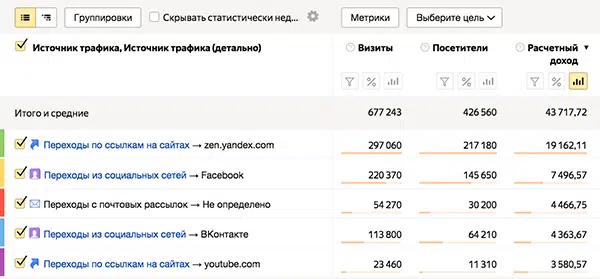 Группировки Скрывать статистически нед... Метрики Выберите цель
Источник трафика, Источник трафика (детально) Визиты Посетители Расчетный доход ▼
% % %
Итого и средние 677 243 426 560 43 717,72
Переходы по ссылкам на сайтах → zen.yandex.com 297 060 217 180 19 162,11
Переходы из социальных сетей → Facebook 220 370 145 650 7 496,57
Переходы с почтовых рассылок → Не определено 54 270 30 200 4 466,75
Переходы из социальных сетей → ВКонтакте 113 800 64 210 4 363,67
Переходы по ссылкам на сайтах → youtube.com 23 460 11 310 3 580,57